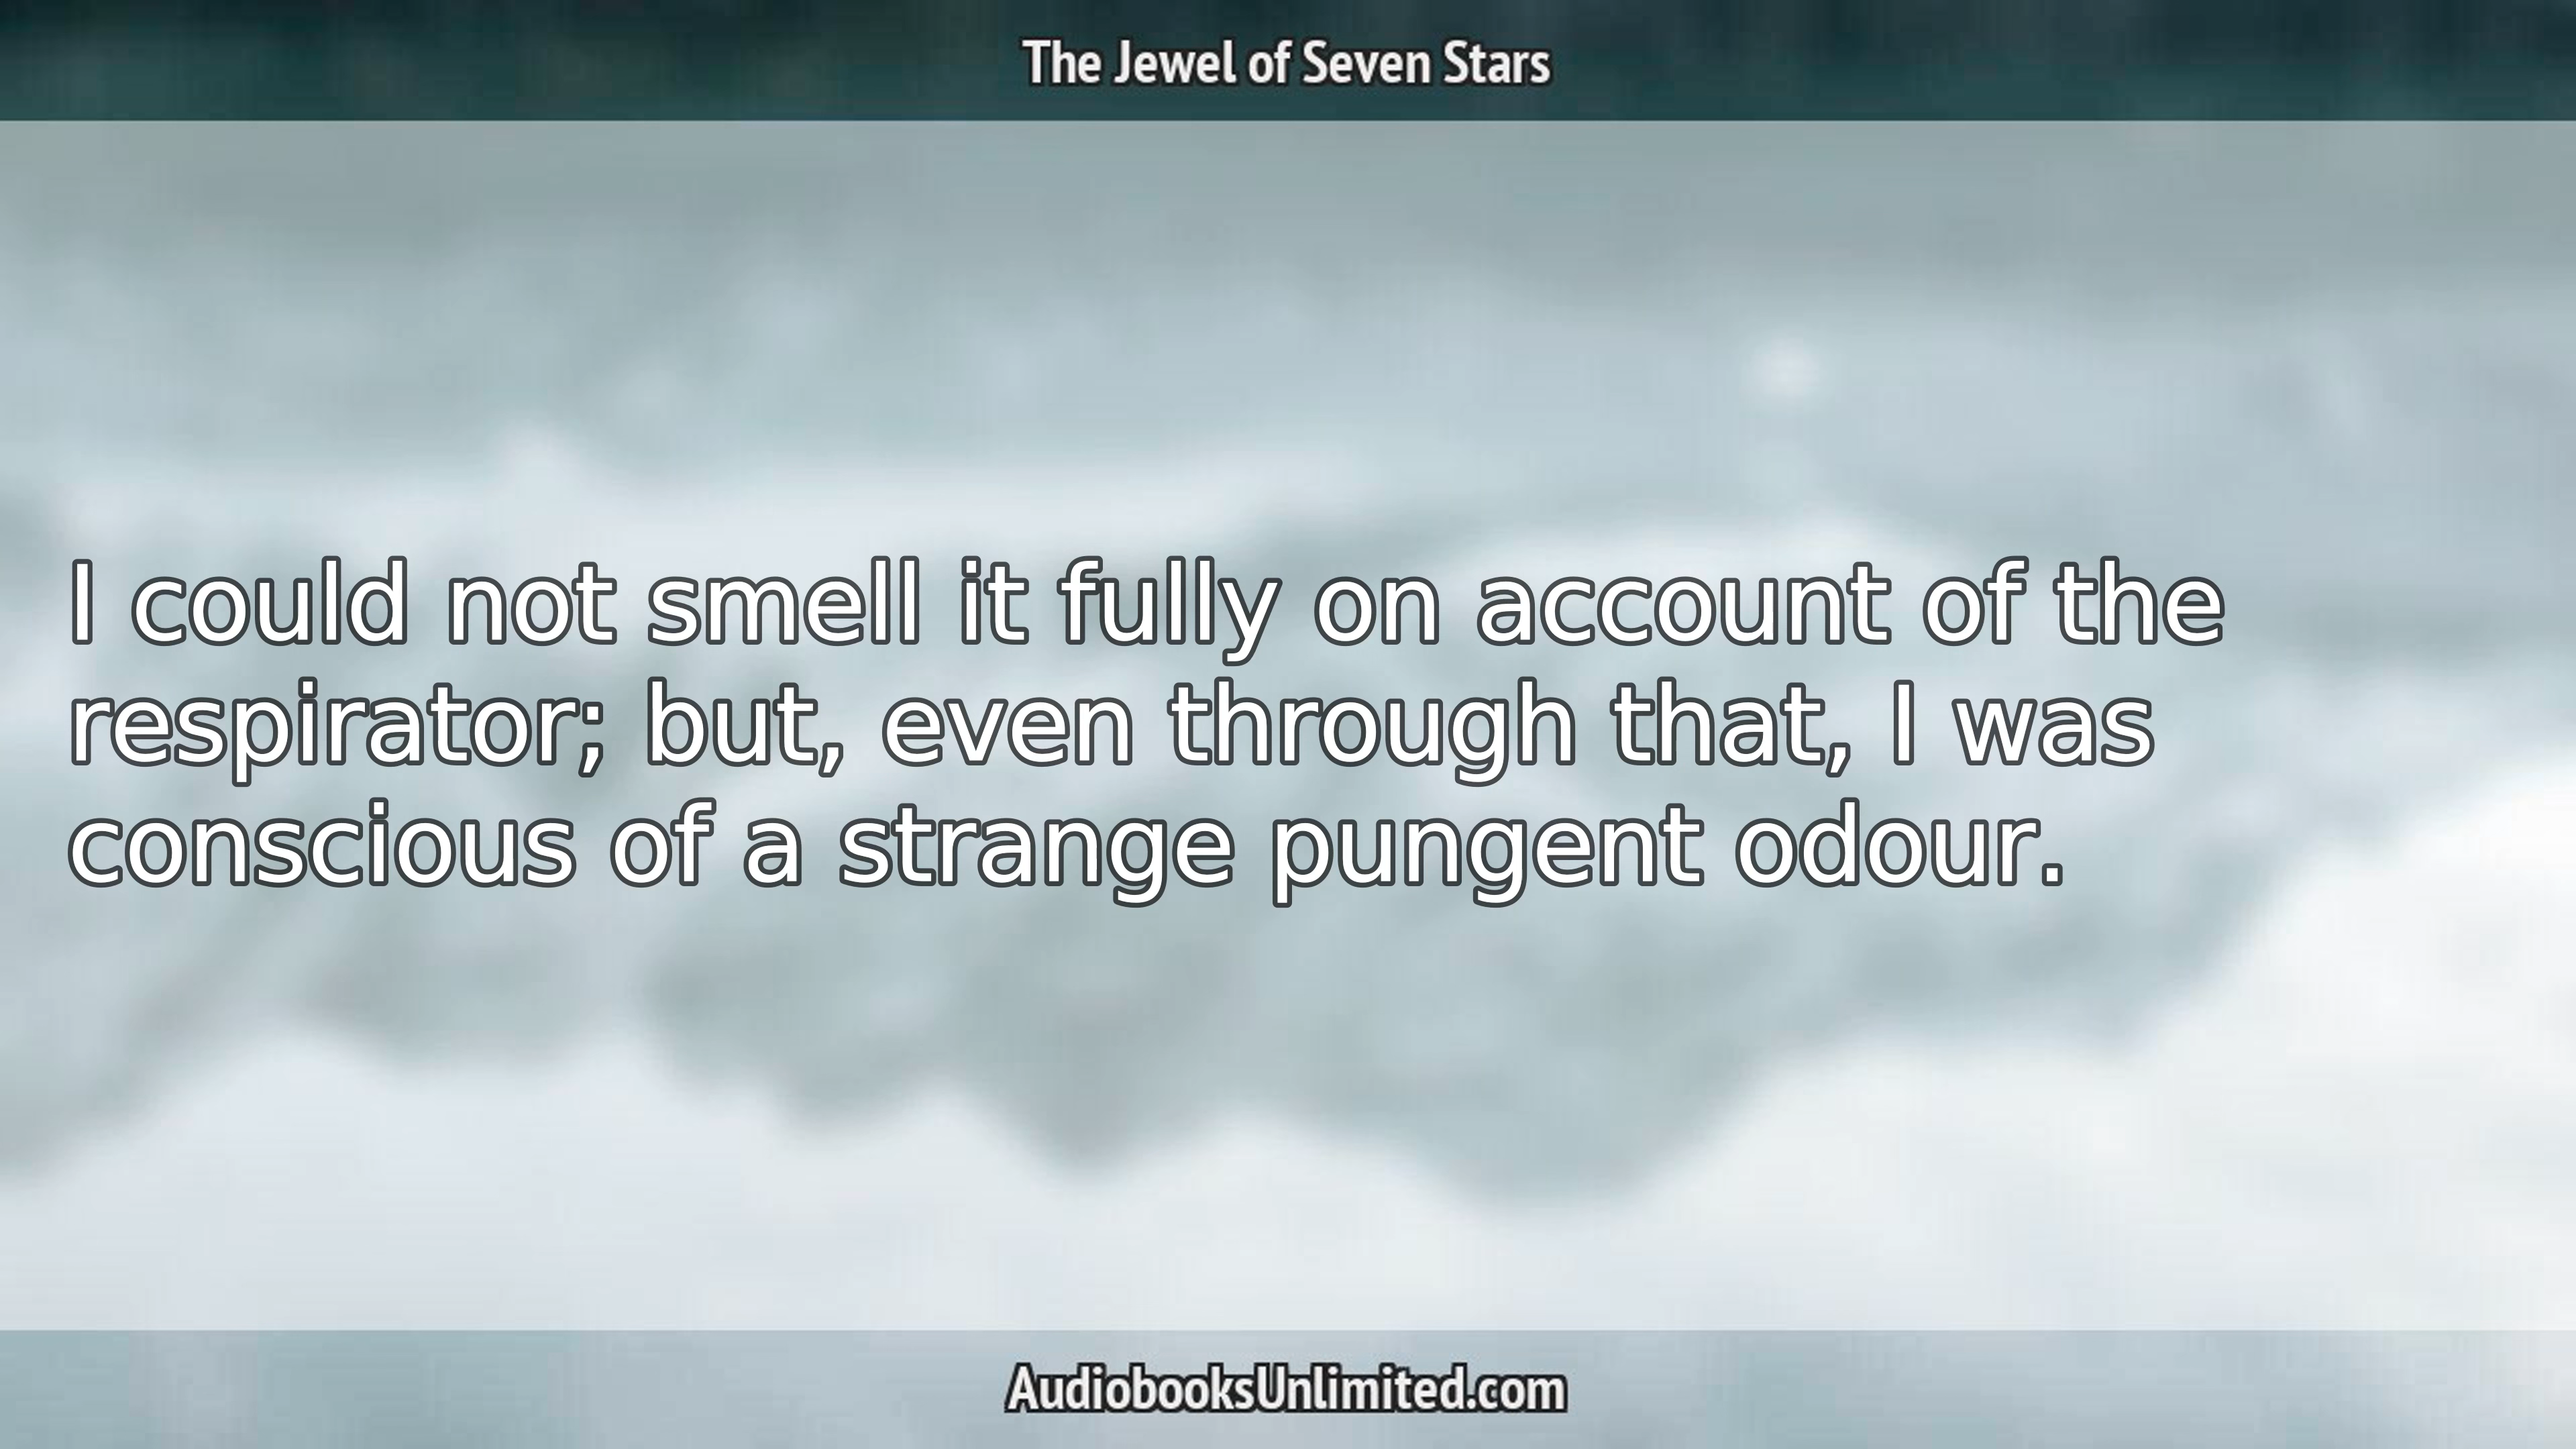 The Jewel of Seven Stars
I could not smell it fully on account of the
respirator; but, even through that, I was
conscious of a strange pungent odour.
AudiobooksUnlimited.com